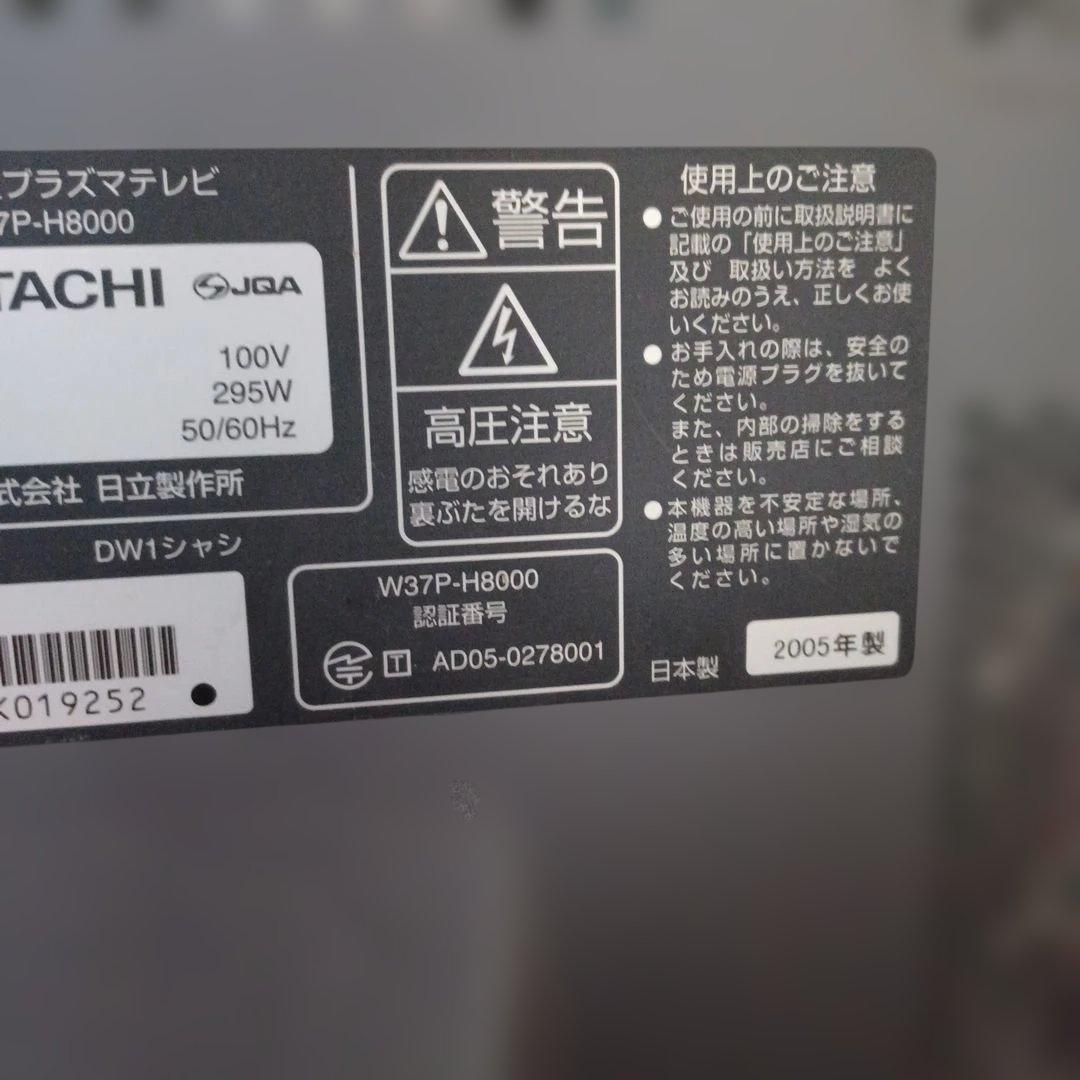 プラズマテレビ
7P-H8000
TACHI JQA
100V
295W
50/60Hz
式会社 日立製作所
DW1シャシ
K019252
警告
高圧注意
感電のおそれあり
裏ぶたを開けるな
W37P-H8000
認証番号
T AD05-0278001
使用上のご注意
●ご使用の前に取扱説明書に
記載の「使用上のご注意」
及び 取扱い方法を よく
お読みのうえ、正しくお使
いください。
●お手入れの際は、安全の
ため電源プラグを抜いて
ください。
また、内部の掃除をする
ときは販売店にご相談
ください。
●本機器を不安定な場所、
温度の高い場所や湿気の
多い場所に置かないで
ください。
日本製 2005年製